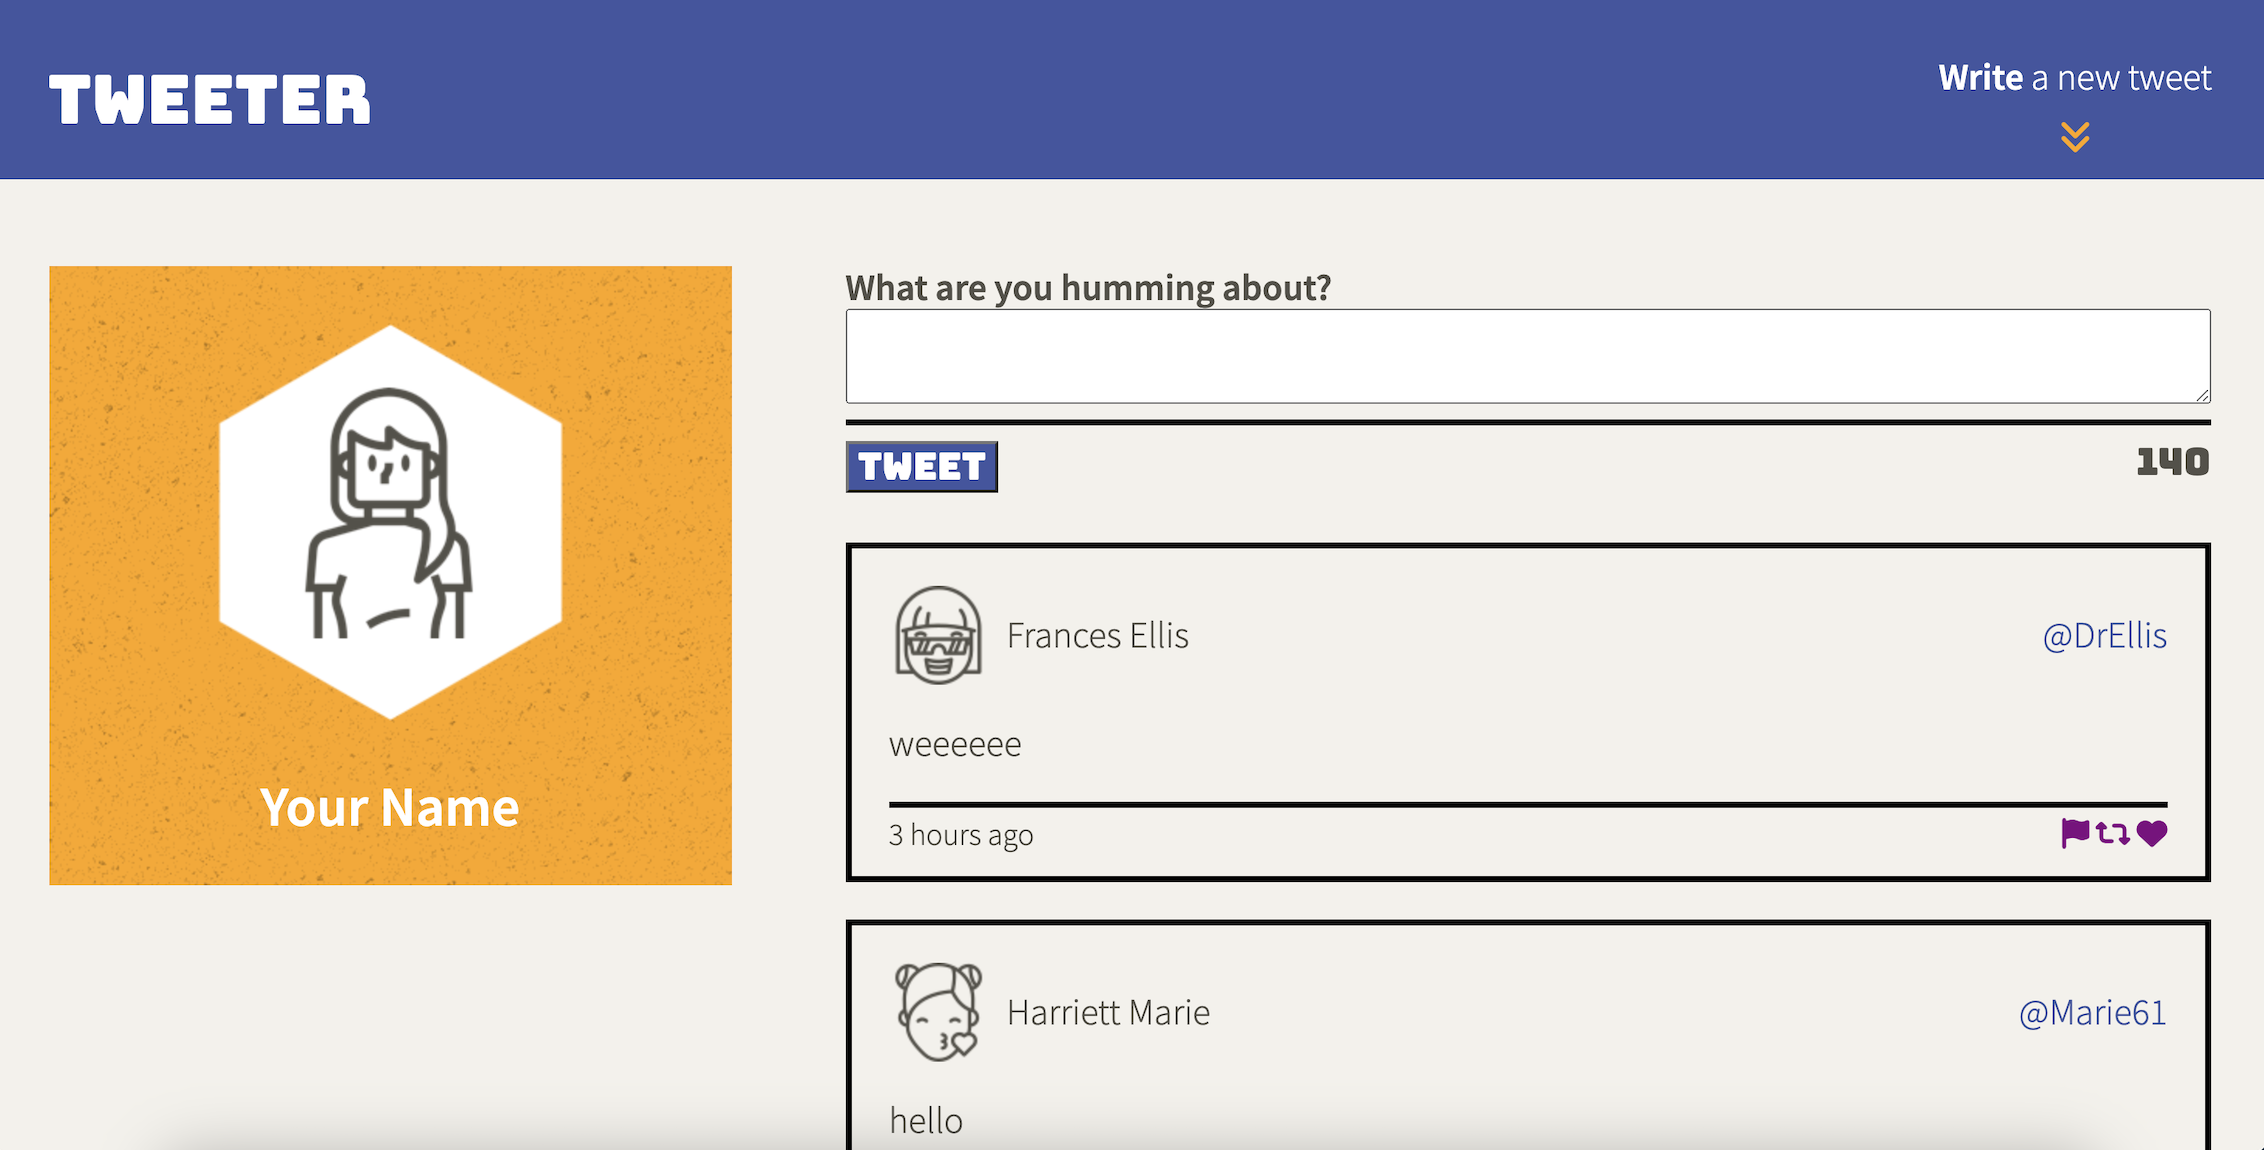 TWEETER
Write a new tweet
Your Name
What are you humming about?
TWEET
140
Frances Ellis
@DrEllis
weeeeee
3 hours ago
Harriett Marie
@Marie61
hello